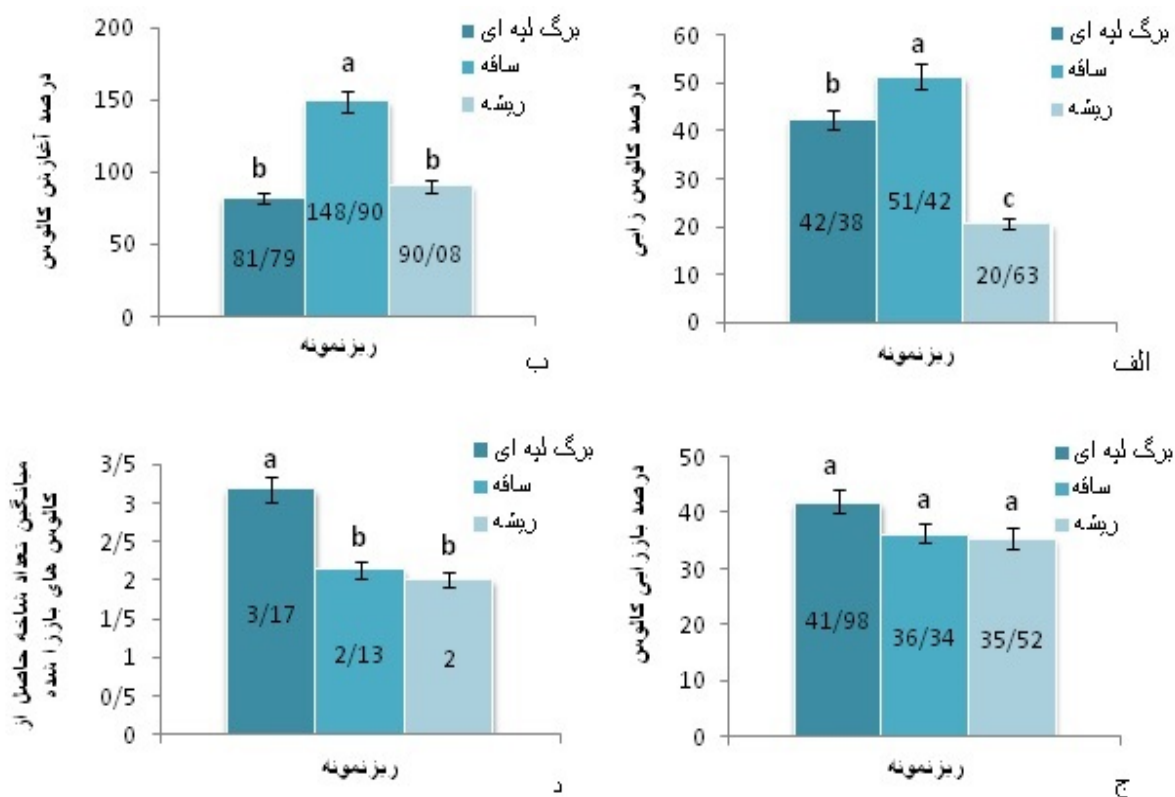 برگ لپه ای
ساقه
ریشه
درصد کالوس زایی
60
50
40
30
20
10
0
b
a
c
42/38
51/42
20/63
ریزنمونه
الف
برگ لپه ای
ساقه
ریشه
درصد آغازش کالوس
200
150
100
50
0
b
a
b
81/79
148/90
90/08
ریزنمونه
ب
برگ لپه ای
ساقه
ریشه
درصد باززایی کالوس
50
40
30
20
10
0
a
a
a
41/98
36/34
35/52
ریزنمونه
ج
برگ لپه ای
ساقه
ریشه
میانگین تعداد شاخه حاصل از
کالوس های باززا شده
3/5
3
2/5
2
1/5
1
0/5
0
a
b
b
3/17
2/13
2
ریزنمونه
د